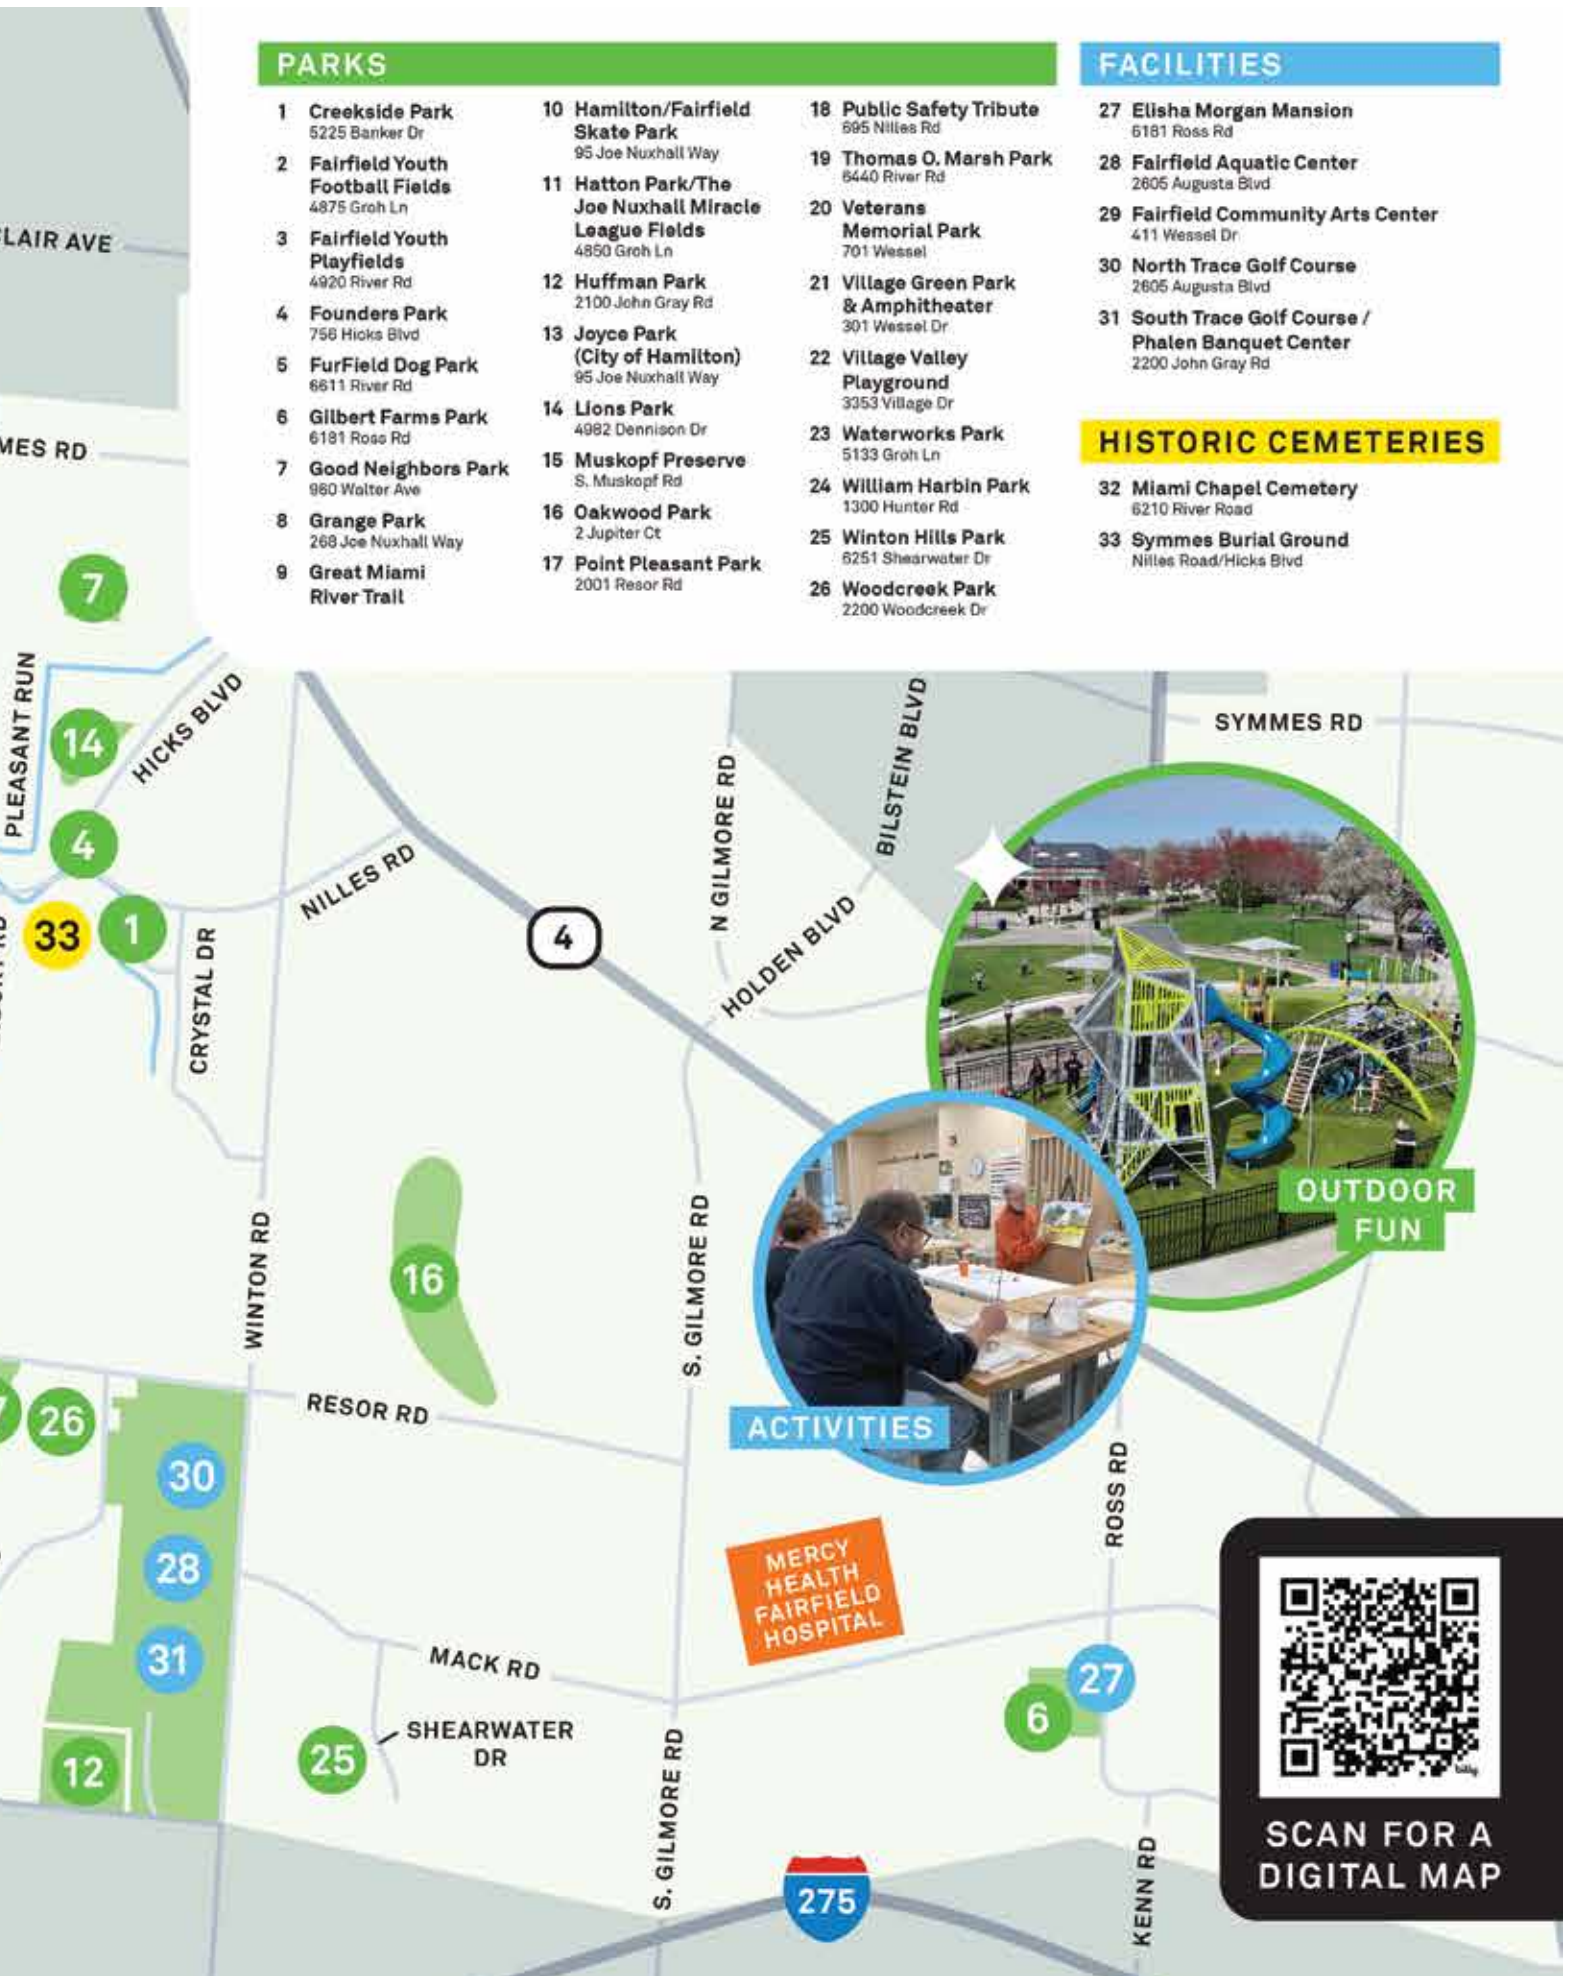 PARKS
1 Creekside Park
5225 Banker Dr
2 Fairfield Youth
Football Fields
4875 Groh Ln
3 Fairfield Youth
Playfields
4920 River Rd
4 Founders Park
756 Hicks Blvd
5 FurField Dog Park
6611 River Rd
6 Gilbert Farms Park
6181 Ross Rd
7 Good Neighbors Park
960 Walter Ave
8 Grange Park
268 Joe Nuxhall Way
9 Great Miami
River Trail
10 Hamilton/Fairfield
Skate Park
95 Joe Nuxhall Way
11 Hatton Park/The
Joe Nuxhall Miracle
League Fields
4850 Groh Ln
12 Huffman Park
2100 John Gray Rd
13 Joyce Park
(City of Hamilton)
95 Joe Nuxhall Way
14 Lions Park
4982 Dennison Dr
15 Muskopf Preserve
S. Muskopf Rd
16 Oakwood Park
2 Jupiter Ct
17 Point Pleasant Park
2001 Resor Rd
18 Public Safety Tribute
695 Nilles Rd
19 Thomas O. Marsh Park
6440 River Rd
20 Veterans
Memorial Park
701 Wessel
21 Village Green Park
& Amphitheater
301 Wessel Dr
22 Village Valley
Playground
3353 Village Dr
23 Waterworks Park
5133 Groh Ln
24 William Harbin Park
1300 Hunter Rd
25 Winton Hills Park
6251 Shearwater Dr
26 Woodcreek Park
2200 Woodcreek Dr
FACILITIES
27 Elisha Morgan Mansion
6181 Ross Rd
28 Fairfield Aquatic Center
2605 Augusta Blvd
29 Fairfield Community Arts Center
411 Wessel Dr
30 North Trace Golf Course
2605 Augusta Blvd
31 South Trace Golf Course /
Phalen Banquet Center
2200 John Gray Rd
HISTORIC CEMETERIES
32 Miami Chapel Cemetery
6210 River Road
33 Symmes Burial Ground
Nilles Road/Hicks Blvd
LAIR AVE
MES RD
7
PLEASANT RUN
14
HICKS BLVD
4
33
1
CRYSTAL DR
NILLES RD
4
N GILMORE RD
BILSTEIN BLVD
HOLDEN BLVD
SYMMES RD
OUTDOOR
FUN
WINTON RD
16
S. GILMORE RD
ACTIVITIES
RESOR RD
26
30
28
31
12
MERCY
HEALTH
FAIRFIELD
HOSPITAL
ROSS RD
MACK RD
SHEARWATER
DR
25
27
6
S. GILMORE RD
275
KENN RD
bitly
SCAN FOR A
DIGITAL MAP